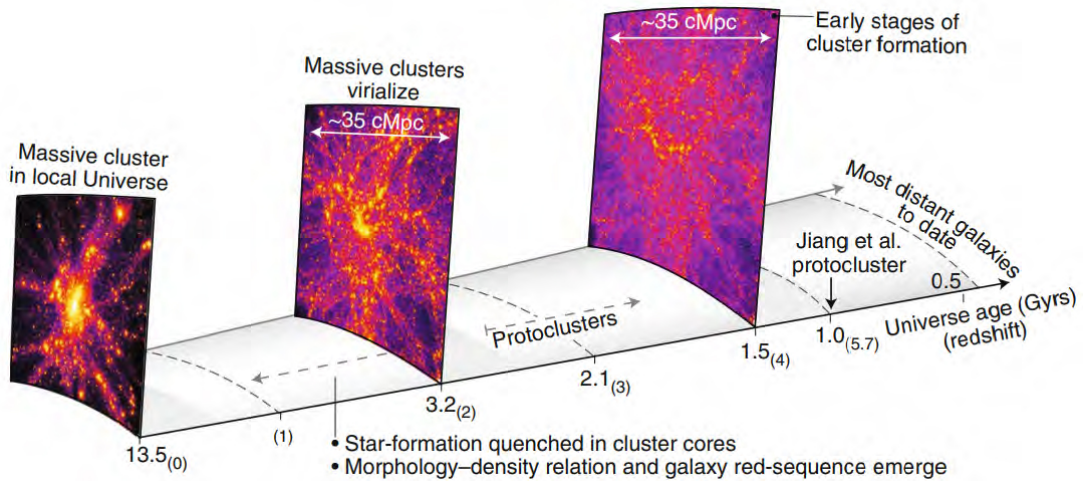 ~35 cMpc
Early stages of
cluster formation
Massive clusters
virialize
~35 cMpc
Massive cluster
in local Universe
Most distant galaxies
to date
Jiang et al.
protocluster
0.5
Universe age (Gyrs)
(redshift)
Protoclusters
1.0(5.7)
1.5(4)
2.1(3)
3.2(2)
(1)
13.5(0)
• Star-formation quenched in cluster cores
• Morphology–density relation and galaxy red-sequence emerge